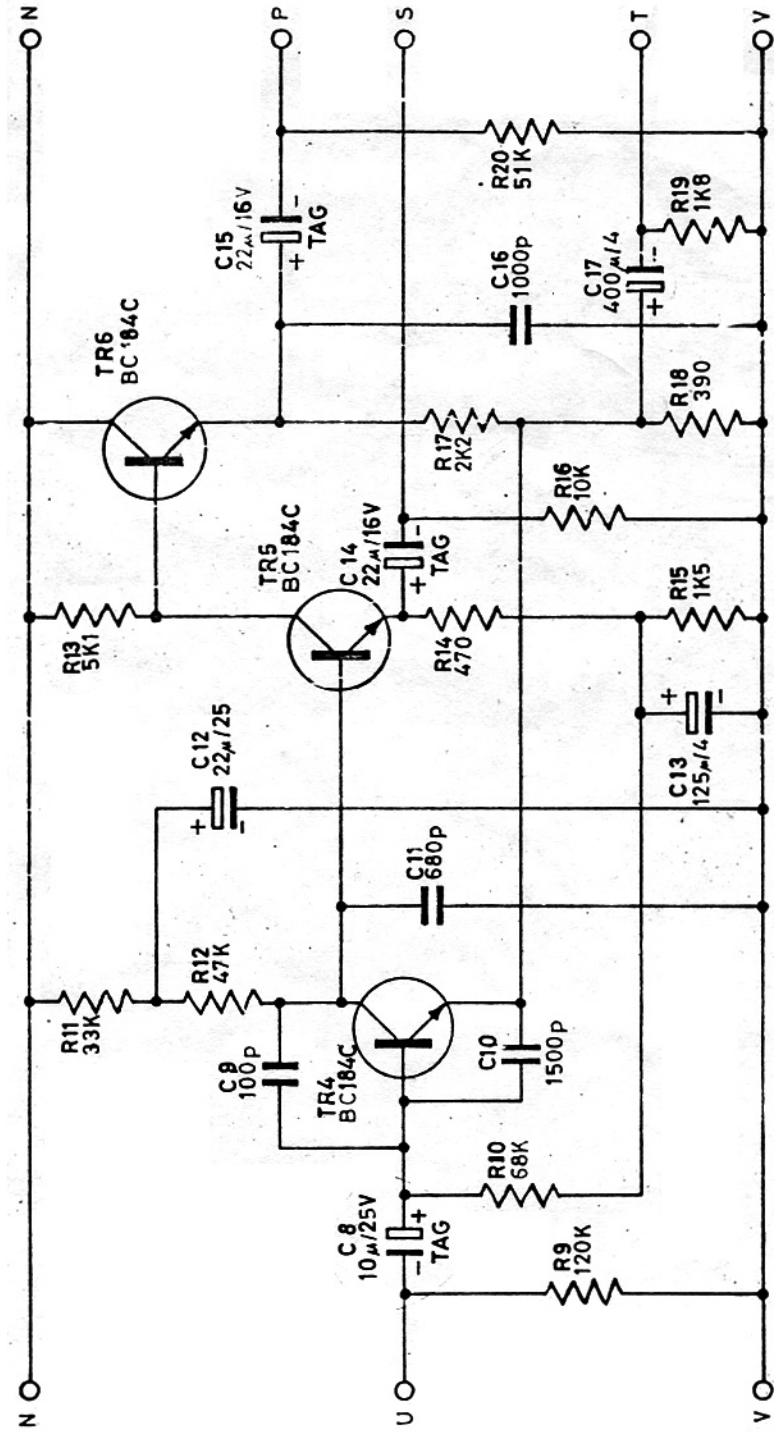 N
N
R11
33K
R13
5K1
TR6
BC184C
C12
22µ/25
R12
47K
C9
100p
TR4
BC184C
TR5
BC184C
C15
22µ/16V
+
-
TAG
P
U
C8
10µ/25V
-
+
TAG
C11
680p
C14
22µ/16V
+
-
TAG
S
R14
470
R17
2K2
C10
1500p
R10
68K
R9
120K
R16
10K
C16
1000p
R20
51K
C17
400µ/4
+
-
T
C13
125µ/4
+
-
R15
1K5
R18
390
R19
1K8
+
-
V
V